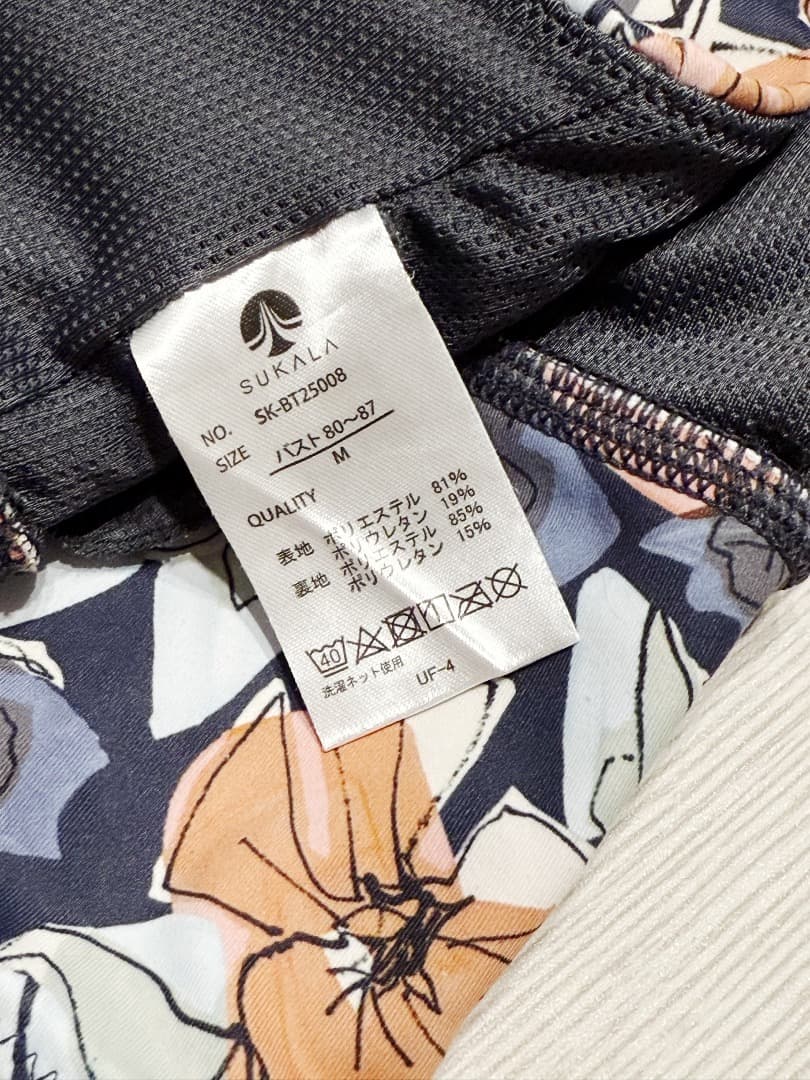 SUKALA
NO. SK-BT25008
SIZE バスト80～87
M
QUALITY
表地 ポリエステル 81%
ポリウレタン 19%
裏地 ポリエステル 85%
ポリウレタン 15%
40
洗濯ネット使用
UF-4